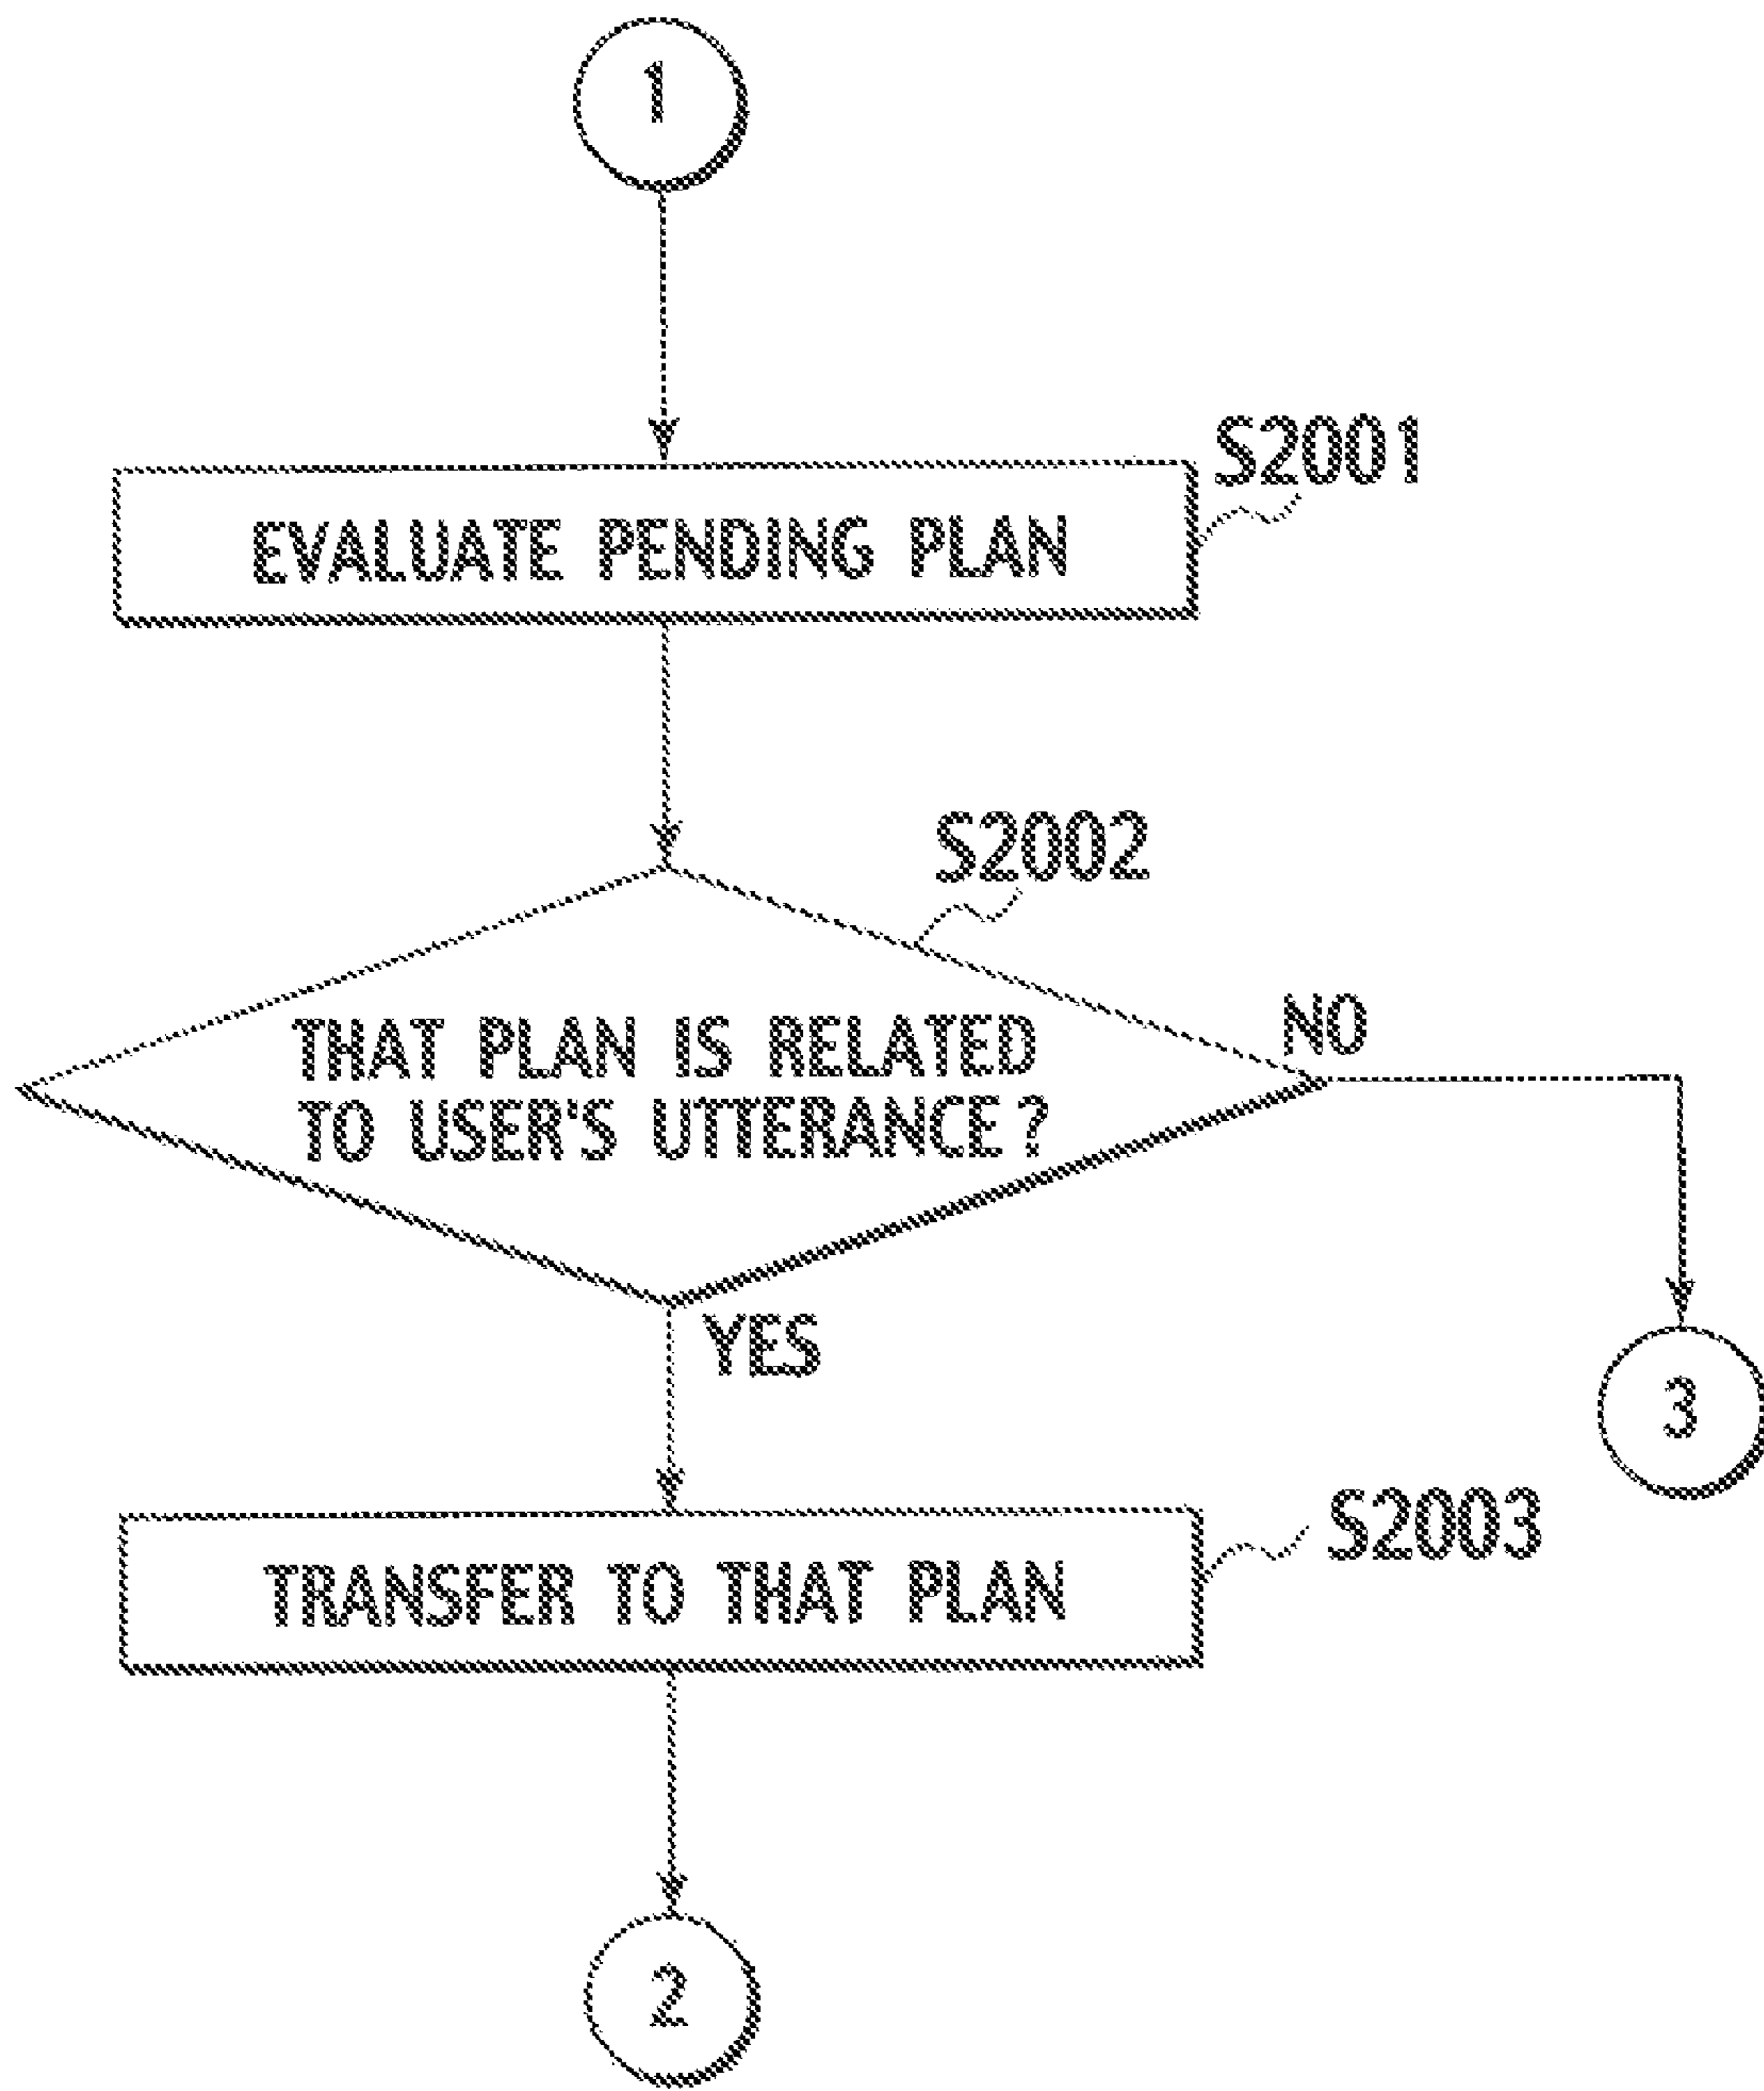 1
S2001
EVALUATE PENDING PLAN
S2002
THAT PLAN IS RELATED
TO USER'S UTTERANCE?
NO
YES
3
S2003
TRANSFER TO THAT PLAN
2